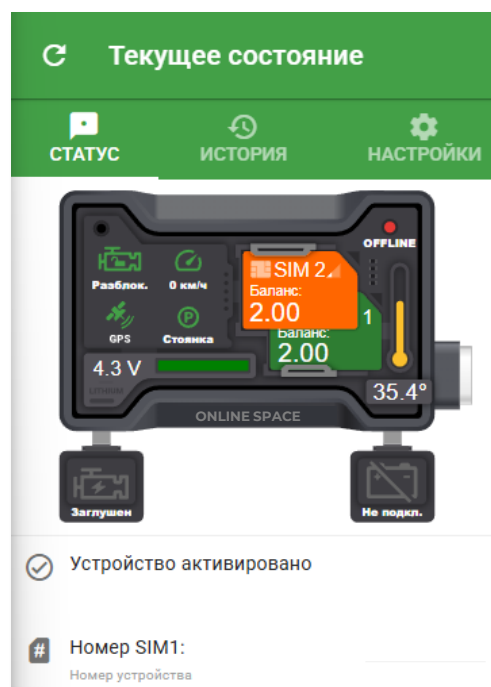 Текущее состояние
СТАТУС
ИСТОРИЯ
НАСТРОЙКИ
OFFLINE
SIM 2
Разблок.
0 км/ч
Баланс:
2.00
1
GPS
P
Стоянка
Баланс:
2.00
4.3 V
LITHIUM
35.4°
ONLINE SPACE
Заглушен
Не подкл.
Устройство активировано
#
Номер SIM1:
Номер устройства